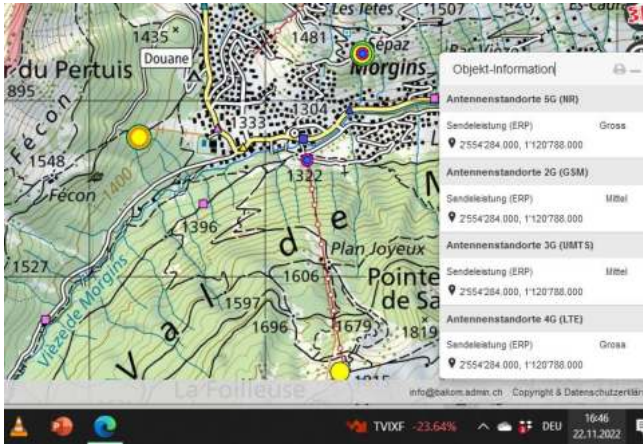 Les Têtes
1507
1435
1481
Douane
Sépaz
r du Pertuis
Morgins
895
1304
1333
Fécon
1548
1400
1322
Fécon
1396
d
e
Plan Joyeux
1527
1606
Pointe
de Sa
1597
Vièze de Morgins
l
a
V
1696
1679
1819
1815
La Foilleuse
Objekt-Information
Antennenstandorte 5G (NR)
Sendeleistung (ERP) Gross
2'554'284.000, 1'120'788.000
Antennenstandorte 2G (GSM)
Sendeleistung (ERP) Mittel
2'554'284.000, 1'120'788.000
Antennenstandorte 3G (UMTS)
Sendeleistung (ERP) Mittel
2'554'284.000, 1'120'788.000
Antennenstandorte 4G (LTE)
Sendeleistung (ERP) Gross
2'554'284.000, 1'120'788.000
info@bakom.admin.ch Copyright & Datenschutzerklär
TVIXF -23.64% DEU 16:46
22.11.2022